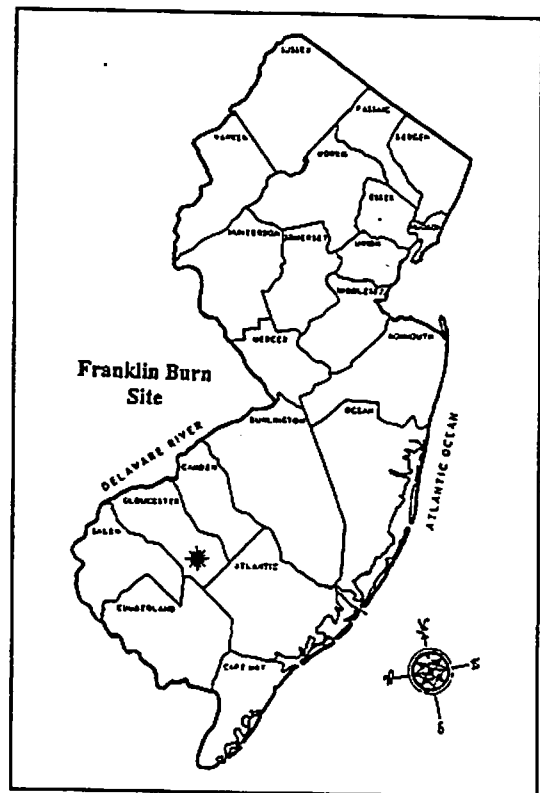 SUSSEX
PASSAIC
BERGEN
WARREN
MORRIS
ESSEX
HUNTERDON
SOMERSET
UNION
MIDDLESEX
MERCER
MONMOUTH
Franklin Burn
Site
OCEAN
BURLINGTON
DELAWARE RIVER
CAMDEN
ATLANTIC OCEAN
GLOUCESTER
SALEM
ATLANTIC
CUMBERLAND
CAPE MAY